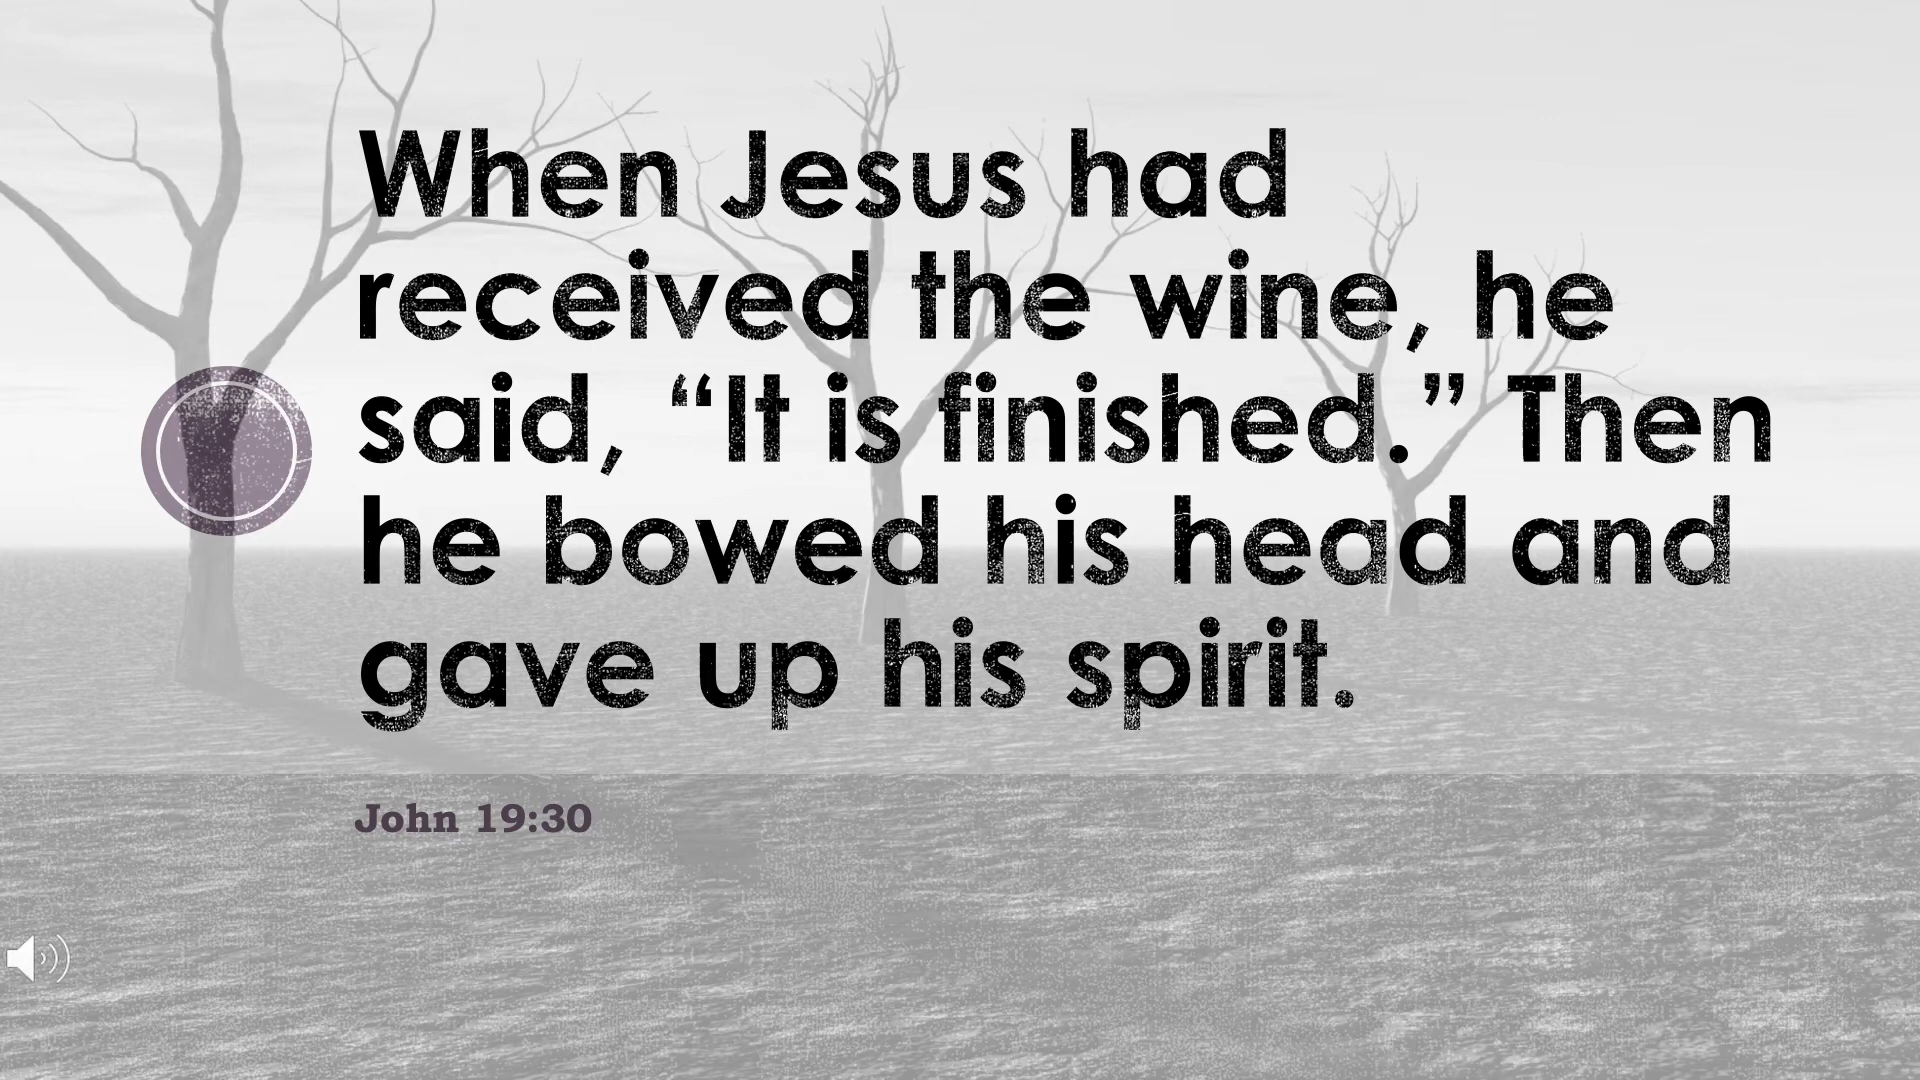 When Jesus had
received the wine, he
said, “It is finished.” Then
he bowed his head and
gave up his spirit.
John 19:30